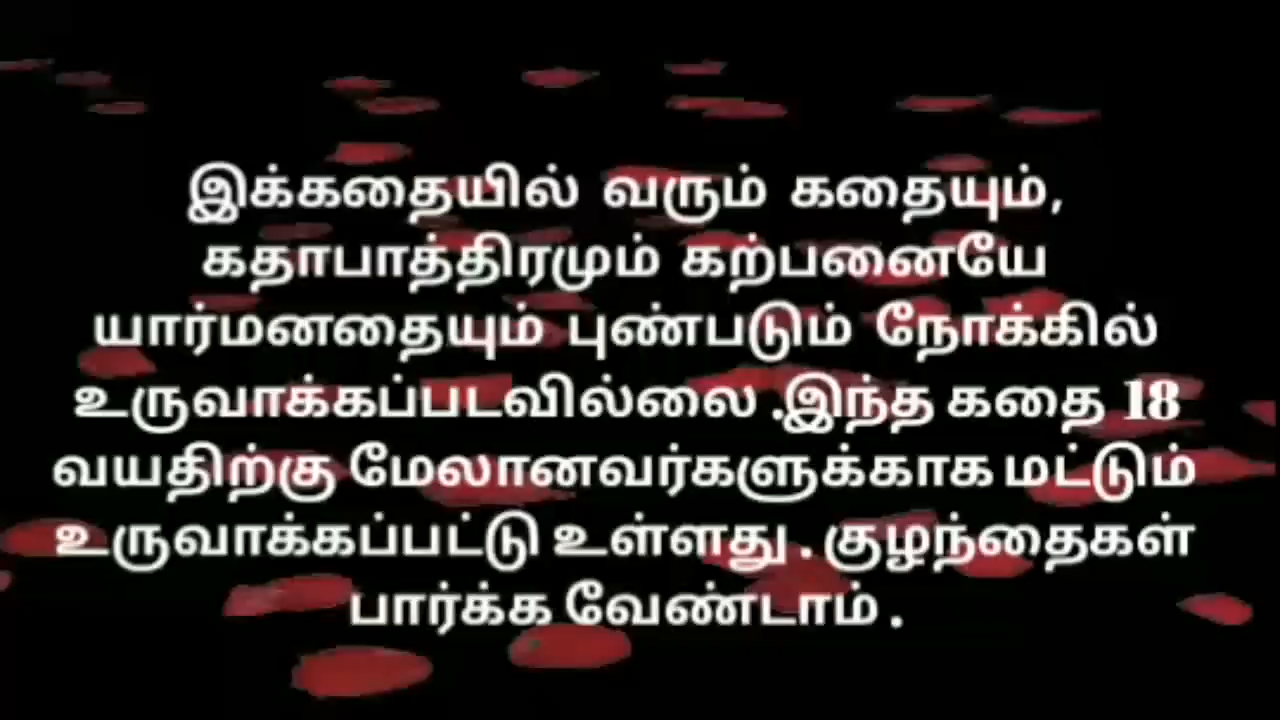 இக்கதையில் வரும் கதையும்,
கதாபாத்திரமும் கற்பனையே
யார்மனதையும் புண்படும் நோக்கில்
உருவாக்கப்படவில்லை .இந்த கதை 18
வயதிற்கு மேலானவர்களுக்காக மட்டும்
உருவாக்கப்பட்டு உள்ளது . குழந்தைகள்
பார்க்க வேண்டாம் .